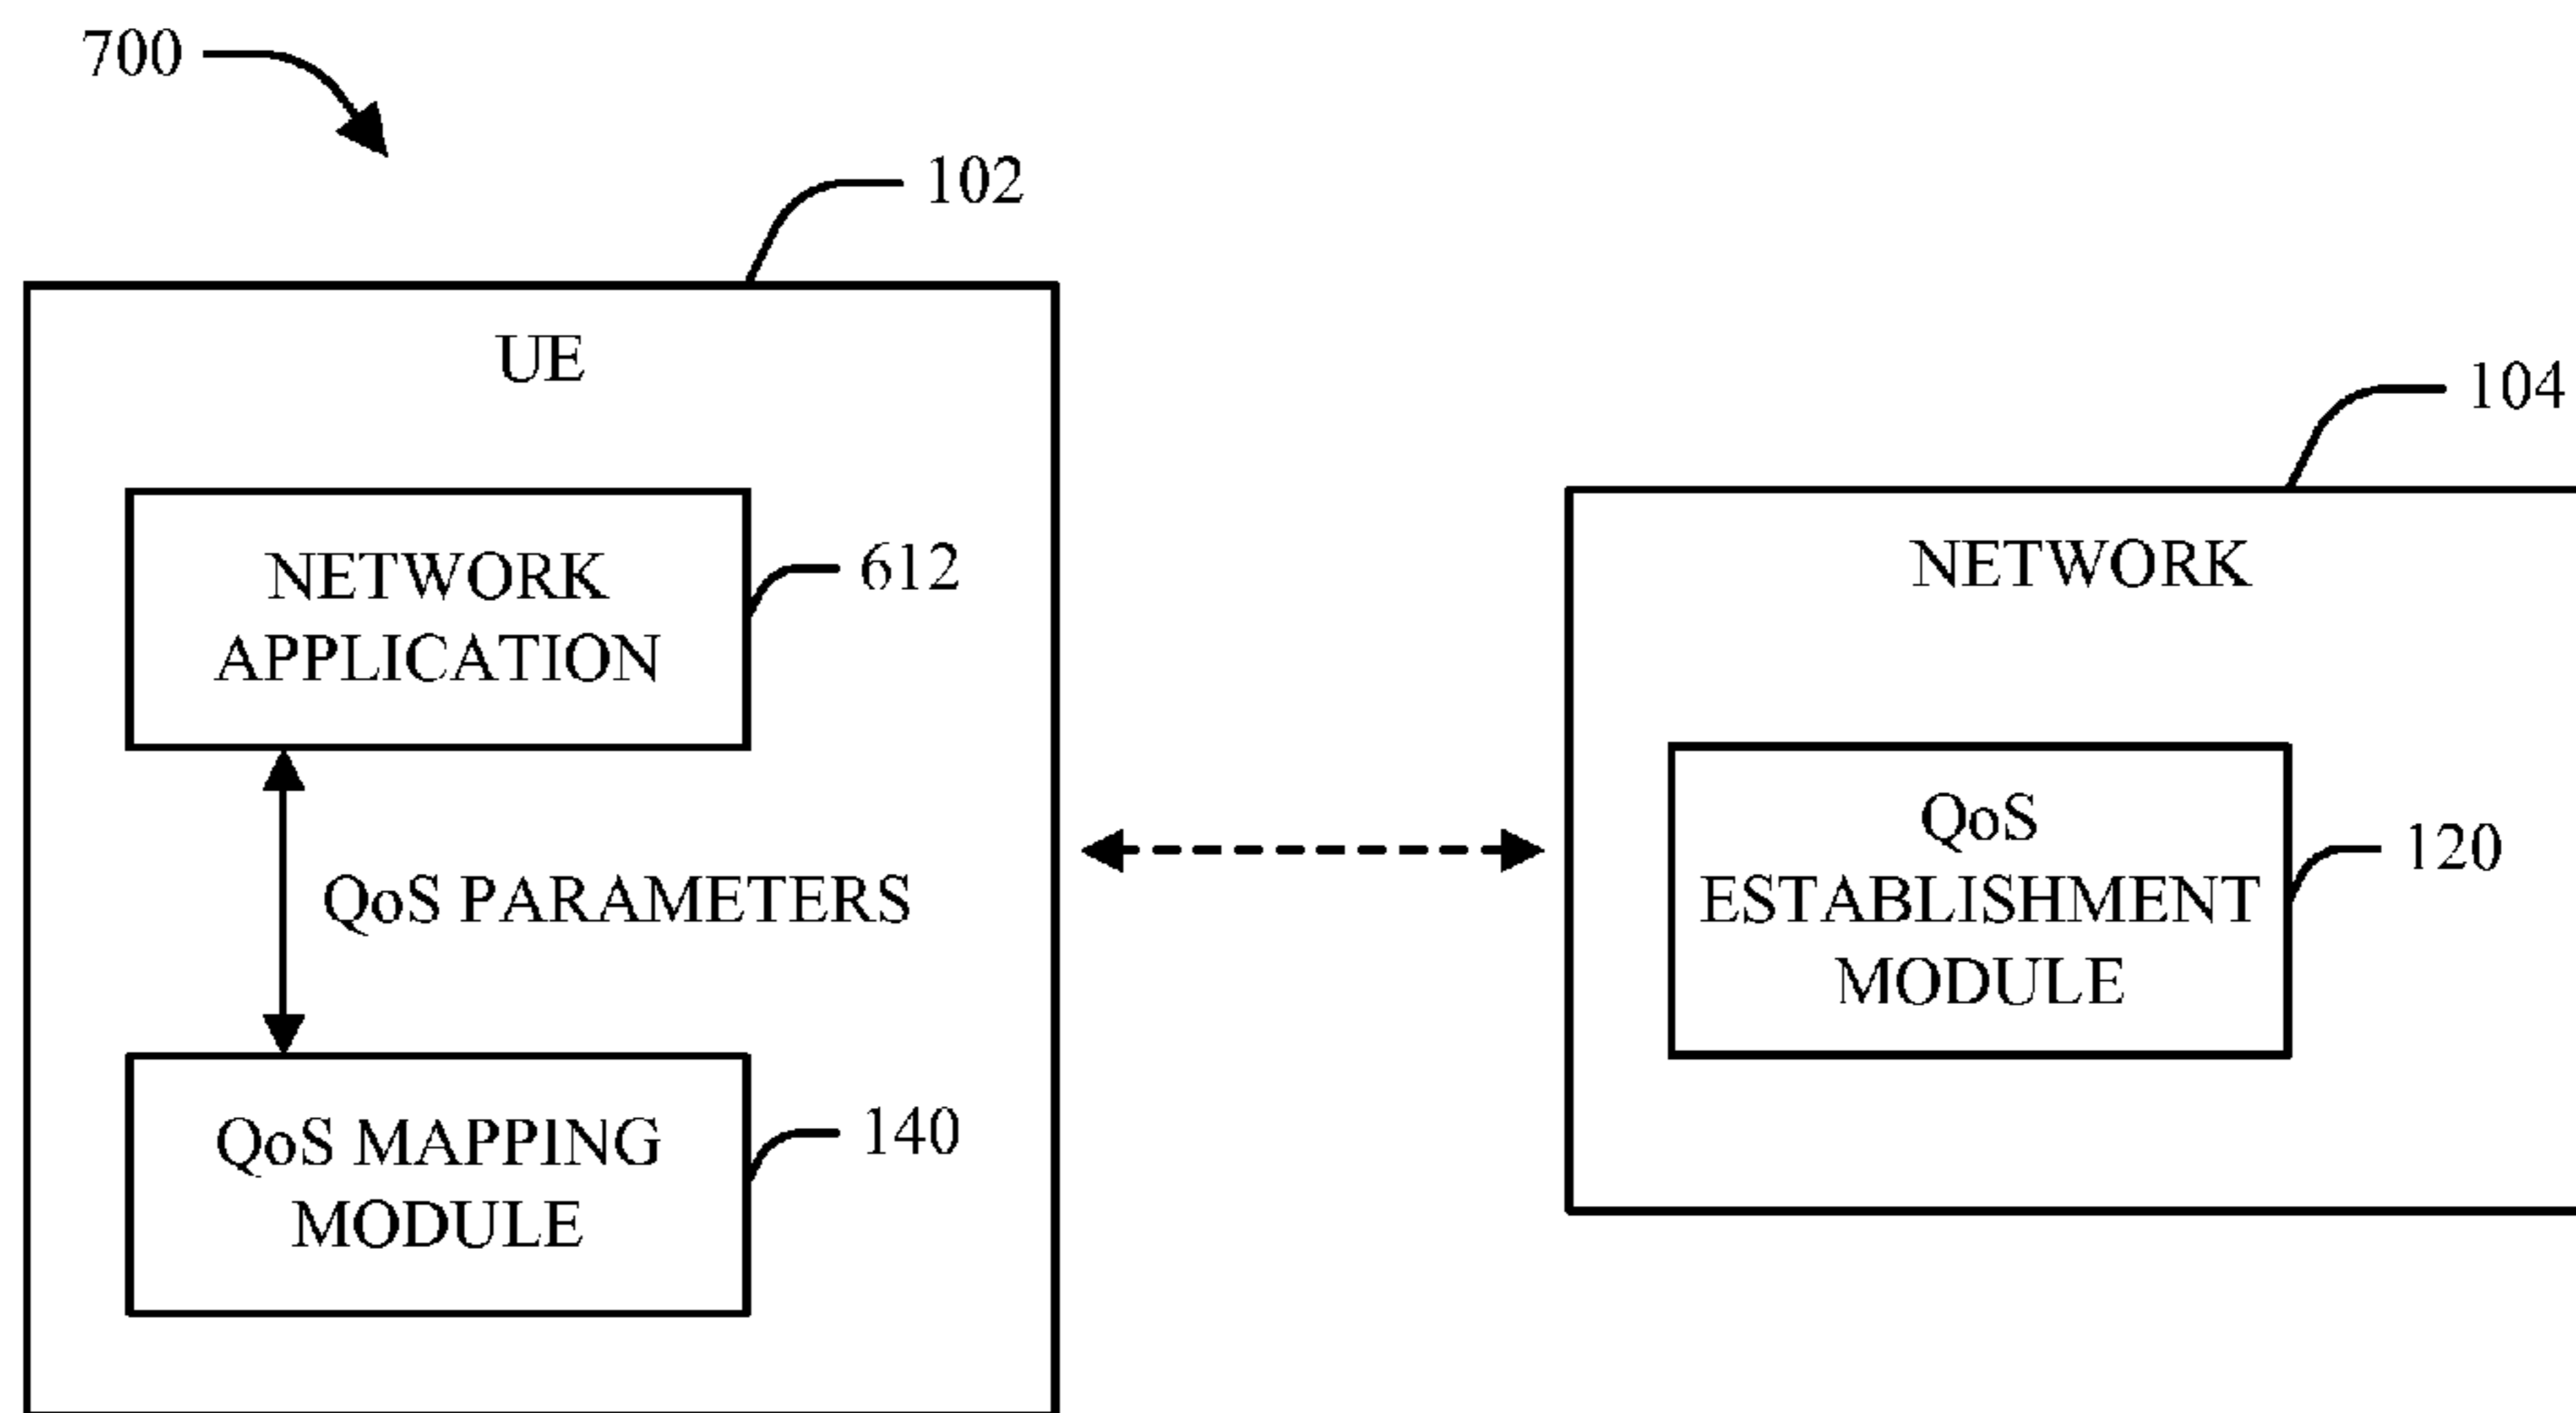 700
102
UE
104
NETWORK
APPLICATION
612
NETWORK
QoS PARAMETERS
QoS
ESTABLISHMENT
MODULE
120
QoS MAPPING
MODULE
140